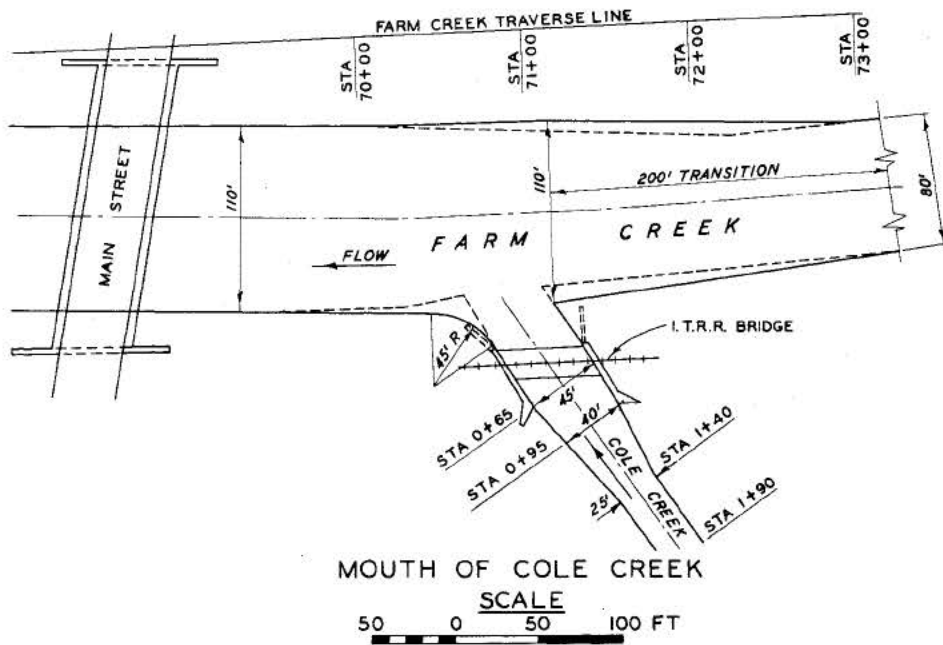 FARM CREEK TRAVERSE LINE
STA
70+00
STA
71+00
STA
72+00
STA
73+00
MAIN STREET
110'
110'
200' TRANSITION
80'
FARM CREEK
FLOW
I.T.R.R. BRIDGE
45' R
45'
40'
STA 0+65
STA 0+95
STA 1+40
STA 1+90
COLE CREEK
25'
MOUTH OF COLE CREEK
SCALE
50 0 50 100 FT